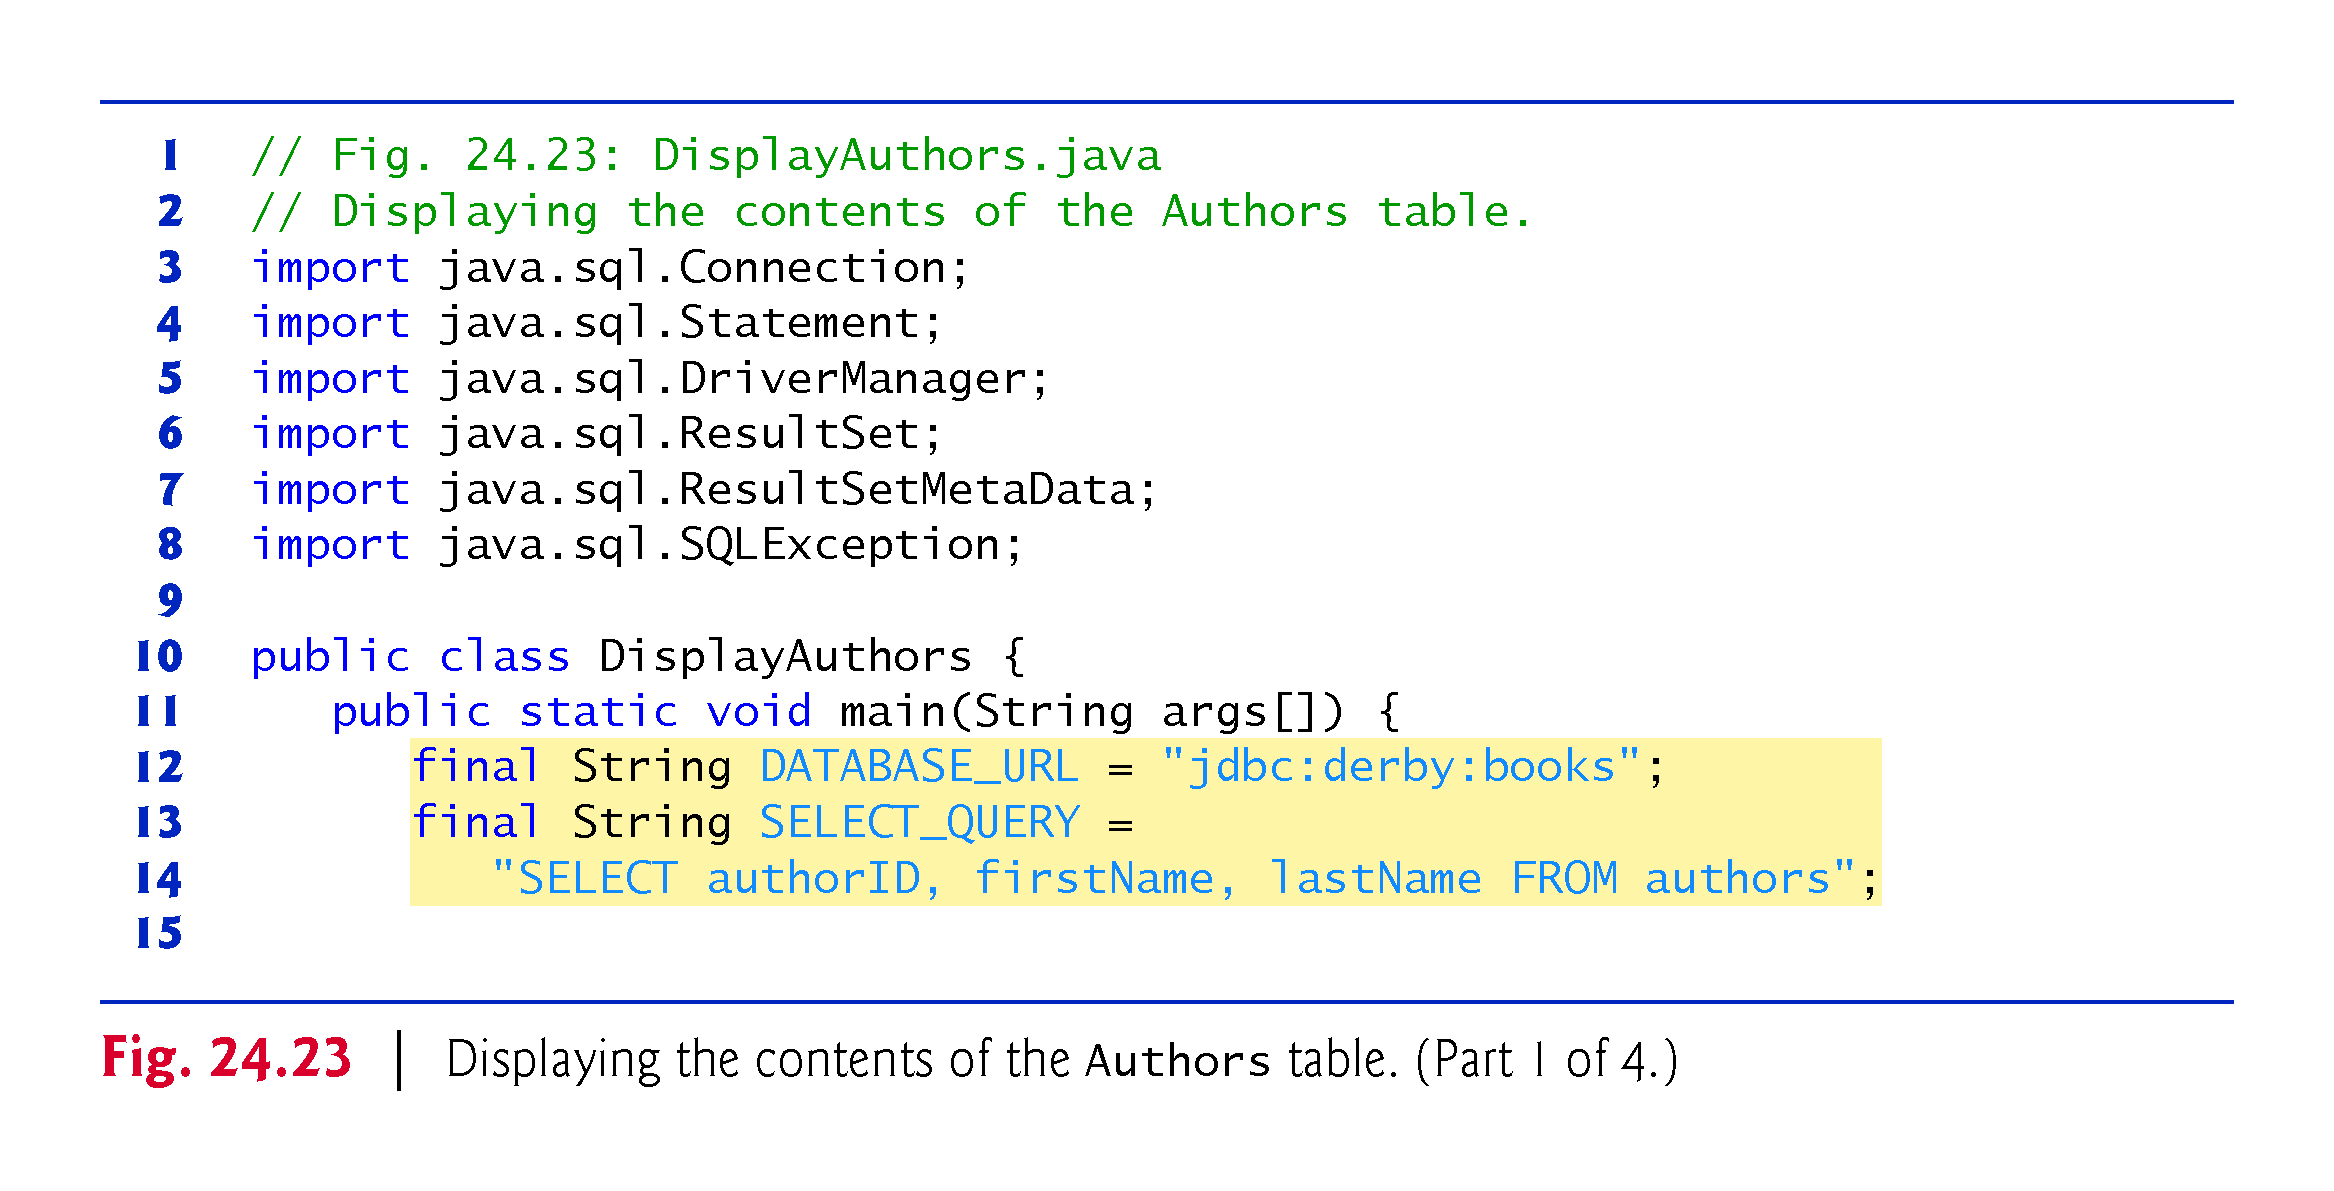 1 // Fig. 24.23: DisplayAuthors.java
2 // Displaying the contents of the Authors table.
3 import java.sql.Connection;
4 import java.sql.Statement;
5 import java.sql.DriverManager;
6 import java.sql.ResultSet;
7 import java.sql.ResultSetMetaData;
8 import java.sql.SQLException;
9
10 public class DisplayAuthors {
11    public static void main(String args[]) {
12       final String DATABASE_URL = "jdbc:derby:books";
13       final String SELECT_QUERY =
14          "SELECT authorID, firstName, lastName FROM authors";
15
Fig. 24.23 | Displaying the contents of the Authors table. (Part 1 of 4.)